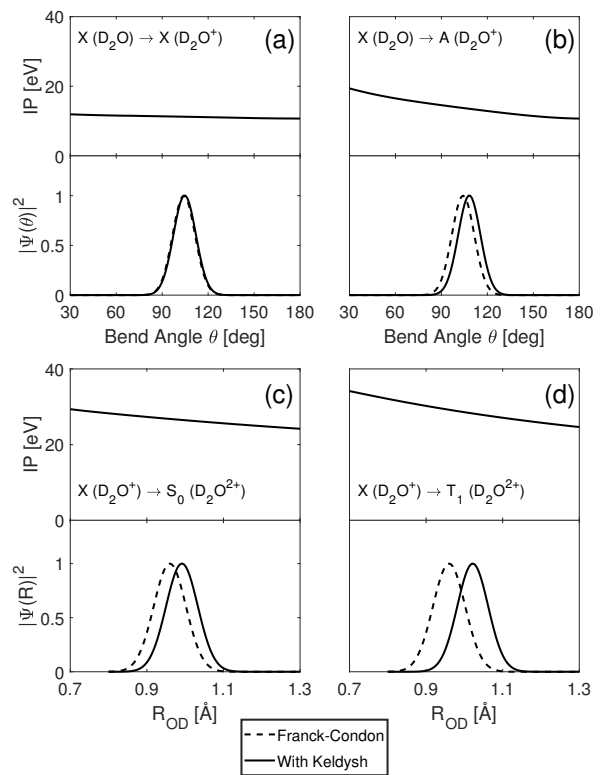 40
20
0
IP [eV]
X (D₂O) → X (D₂O⁺)
(a)
1
0.5
0
|Ψ(θ)|²
30 60 90 120 150 180
Bend Angle θ [deg]
X (D₂O) → A (D₂O⁺)
(b)
30 60 90 120 150 180
Bend Angle θ [deg]
40
20
0
IP [eV]
(c)
X (D₂O⁺) → S₀ (D₂O²⁺)
1
0.5
0
|Ψ(R)|²
0.7 0.9 1.1 1.3
R_OD [Å]
(d)
X (D₂O⁺) → T₁ (D₂O²⁺)
0.7 0.9 1.1 1.3
R_OD [Å]
Franck-Condon
With Keldysh